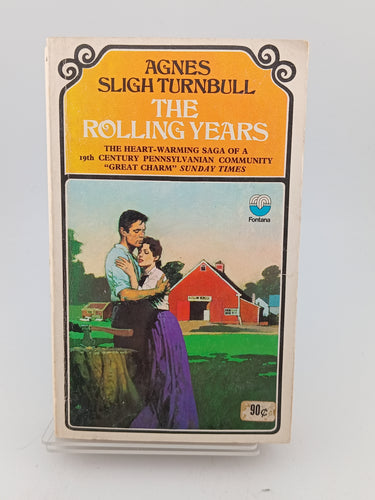 AGNES
SLIGH TURNBULL
THE
ROLLING YEARS
THE HEART-WARMING SAGA OF A
19th CENTURY PENNSYLVANIAN COMMUNITY
"GREAT CHARM" SUNDAY TIMES
Fontana
90¢